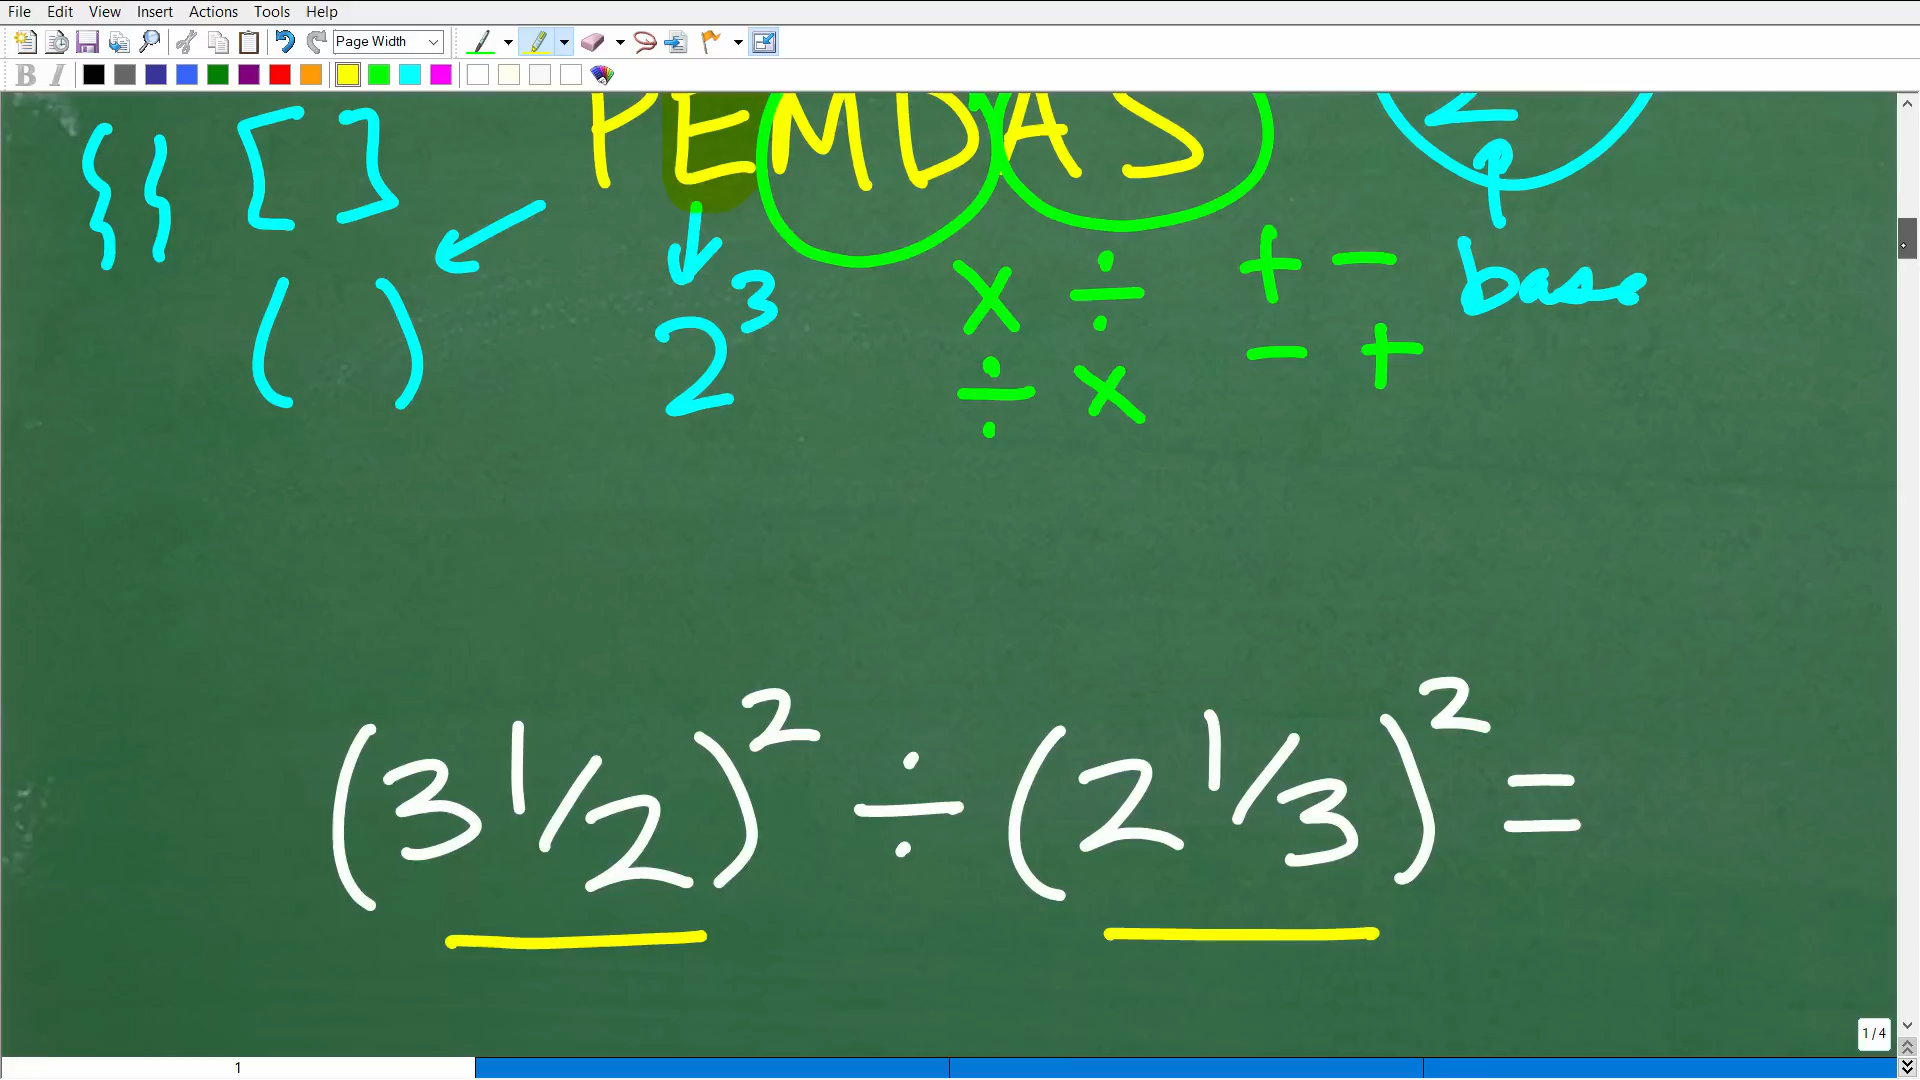 File Edit View Insert Actions Tools Help
Page Width
B I
{ } [ ] PEMDAS 2
( ) 2³ × ÷ + - base
÷ × - +
(3 1/2)² ÷ (2 1/3)² =
1 / 4
1